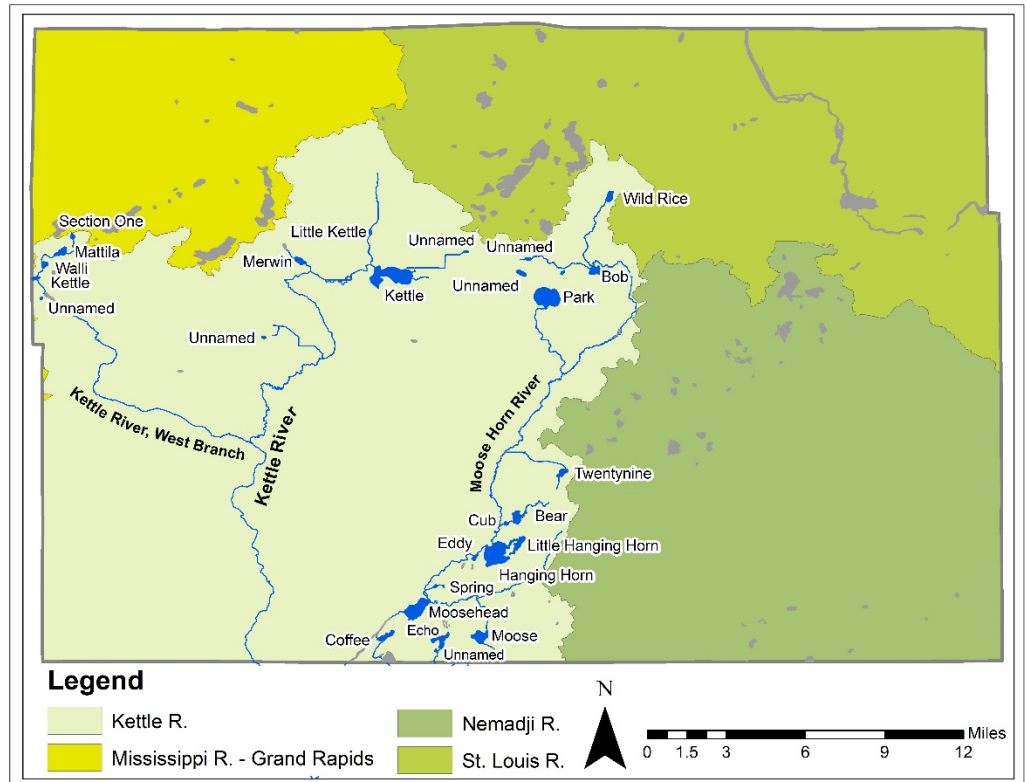 Wild Rice
Section One
Little Kettle
Unnamed
Unnamed
Mattila
Merwin
Walli
Bob
Kettle
Kettle
Unnamed
Park
Unnamed
Unnamed
Kettle River, West Branch
Kettle River
Moose Horn River
Twentynine
Cub
Bear
Eddy
Little Hanging Horn
Hanging Horn
Spring
Moosehead
Coffee
Echo
Moose
Unnamed
Legend
Kettle R.
Mississippi R. - Grand Rapids
Nemadji R.
St. Louis R.
N
Miles
0 1.5 3 6 9 12